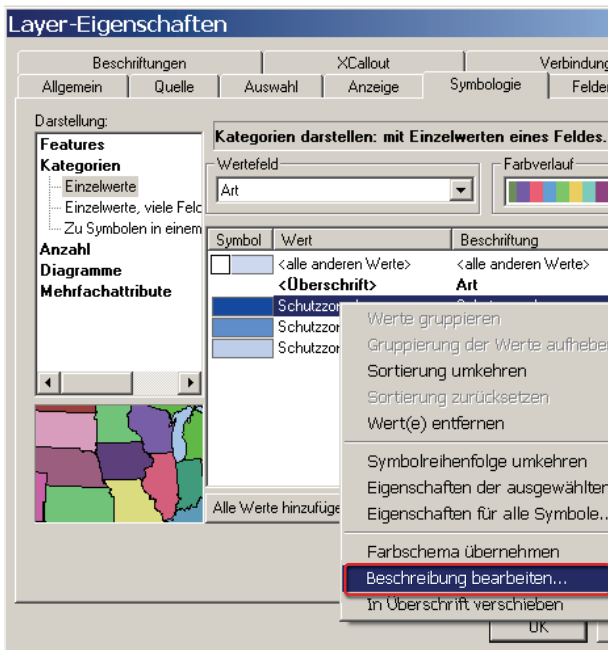 Layer-Eigenschaften
Beschriftungen XCallout Verbindung
Allgemein Quelle Auswahl Anzeige Symbologie Felder
Darstellung:
Features
Kategorien
Einzelwerte
Einzelwerte, viele Felc
Zu Symbolen in einem
Anzahl
Diagramme
Mehrfachattribute
Kategorien darstellen: mit Einzelwerten eines Feldes.
Wertefeld
Art
Farbverlauf
Symbol Wert Beschriftung
<alle anderen Werte> <alle anderen Werte>
<Überschrift> Art
Schutzzon
Schutzzor
Schutzzor
Alle Werte hinzufüge
Werte gruppieren
Gruppierung der Werte aufheben
Sortierung umkehren
Sortierung zurücksetzen
Wert(e) entfernen
Symbolreihenfolge umkehren
Eigenschaften der ausgewählten
Eigenschaften für alle Symbole...
Farbschema übernehmen
Beschreibung bearbeiten...
In Überschrift verschieben
OK